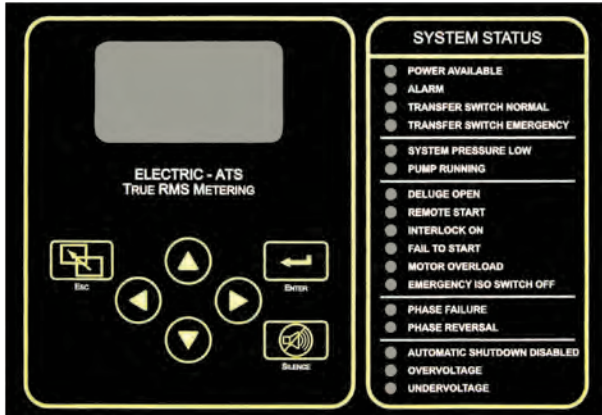 ELECTRIC - ATS
TRUE RMS METERING
ESC
ENTER
SILENCE
SYSTEM STATUS
POWER AVAILABLE
ALARM
TRANSFER SWITCH NORMAL
TRANSFER SWITCH EMERGENCY
SYSTEM PRESSURE LOW
PUMP RUNNING
DELUGE OPEN
REMOTE START
INTERLOCK ON
FAIL TO START
MOTOR OVERLOAD
EMERGENCY ISO SWITCH OFF
PHASE FAILURE
PHASE REVERSAL
AUTOMATIC SHUTDOWN DISABLED
OVERVOLTAGE
UNDERVOLTAGE